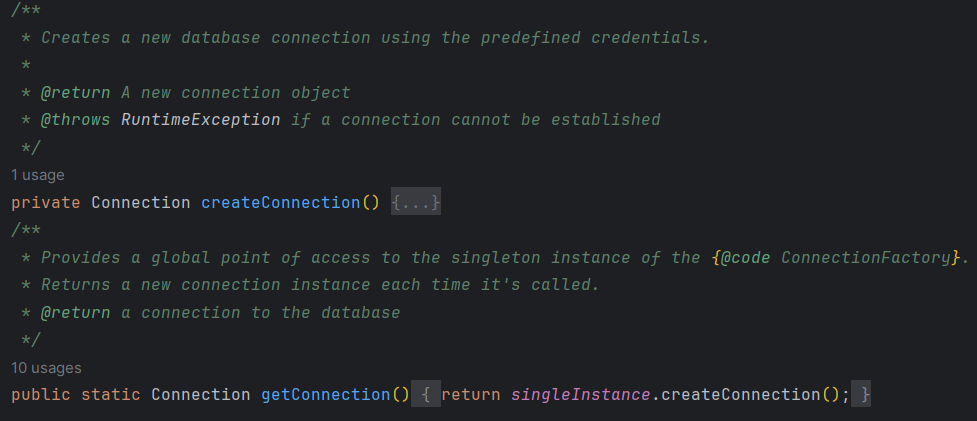 /**
 * Creates a new database connection using the predefined credentials.
 *
 * @return A new connection object
 * @throws RuntimeException if a connection cannot be established
 */
1 usage
private Connection createConnection() {...}
/**
 * Provides a global point of access to the singleton instance of the {@code ConnectionFactory}.
 * Returns a new connection instance each time it's called.
 * @return a connection to the database
 */
10 usages
public static Connection getConnection() { return singleInstance.createConnection(); }